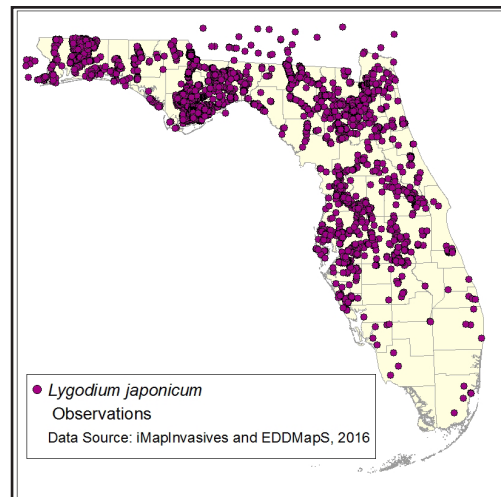 Lygodium japonicum
Observations
Data Source: iMapInvasives and EDDMapS, 2016